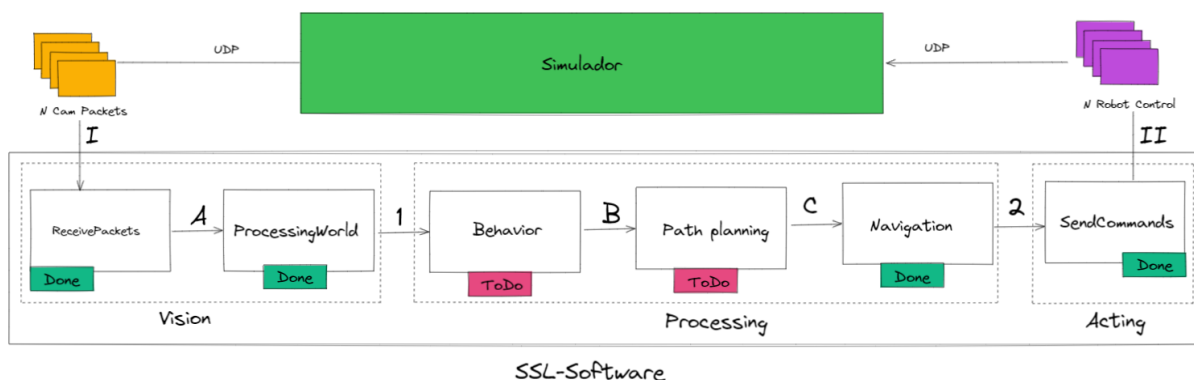 UDP
Simulador
UDP
N Cam Packets
N Robot Control
I
II
ReceivePackets
A
ProcessingWorld
1
Behavior
B
Path planning
C
Navigation
2
SendCommands
Done
Done
ToDo
ToDo
Done
Done
Vision
Processing
Acting
SSL-Software